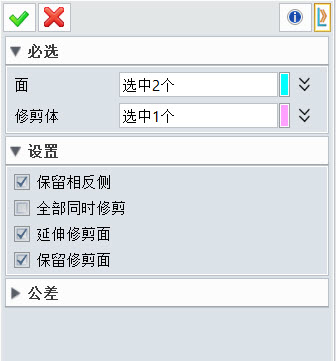 必选
面 选中2个
修剪体 选中1个
设置
保留相反侧
全部同时修剪
延伸修剪面
保留修剪面
公差